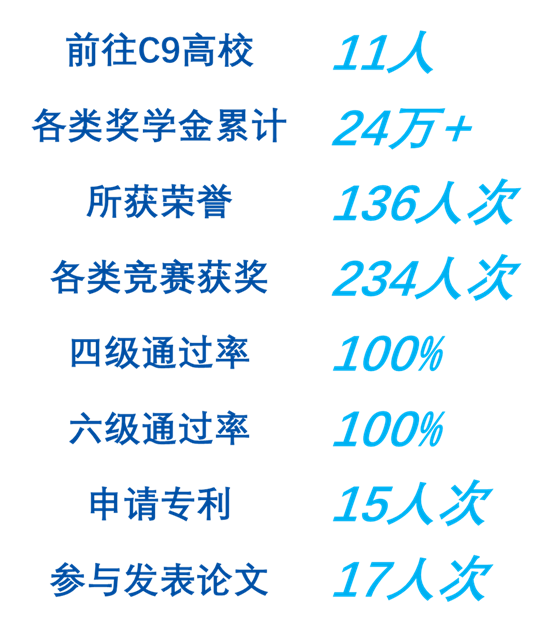 前往C9高校 11人
各类奖学金累计 24万+
所获荣誉 136人次
各类竞赛获奖 234人次
四级通过率 100%
六级通过率 100%
申请专利 15人次
参与发表论文 17人次